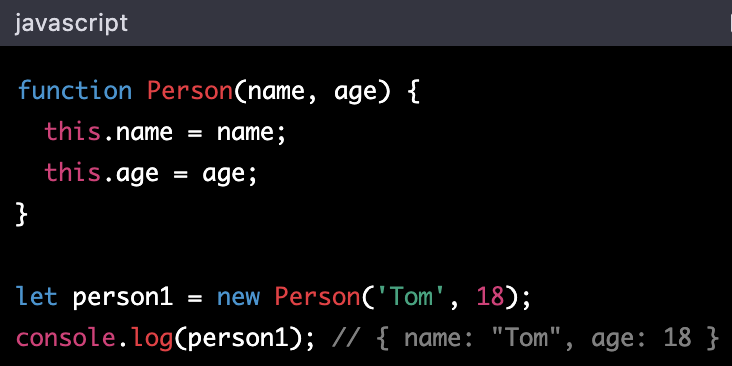 javascript
function Person(name, age) {
  this.name = name;
  this.age = age;
}
let person1 = new Person('Tom', 18);
console.log(person1); // { name: "Tom", age: 18 }